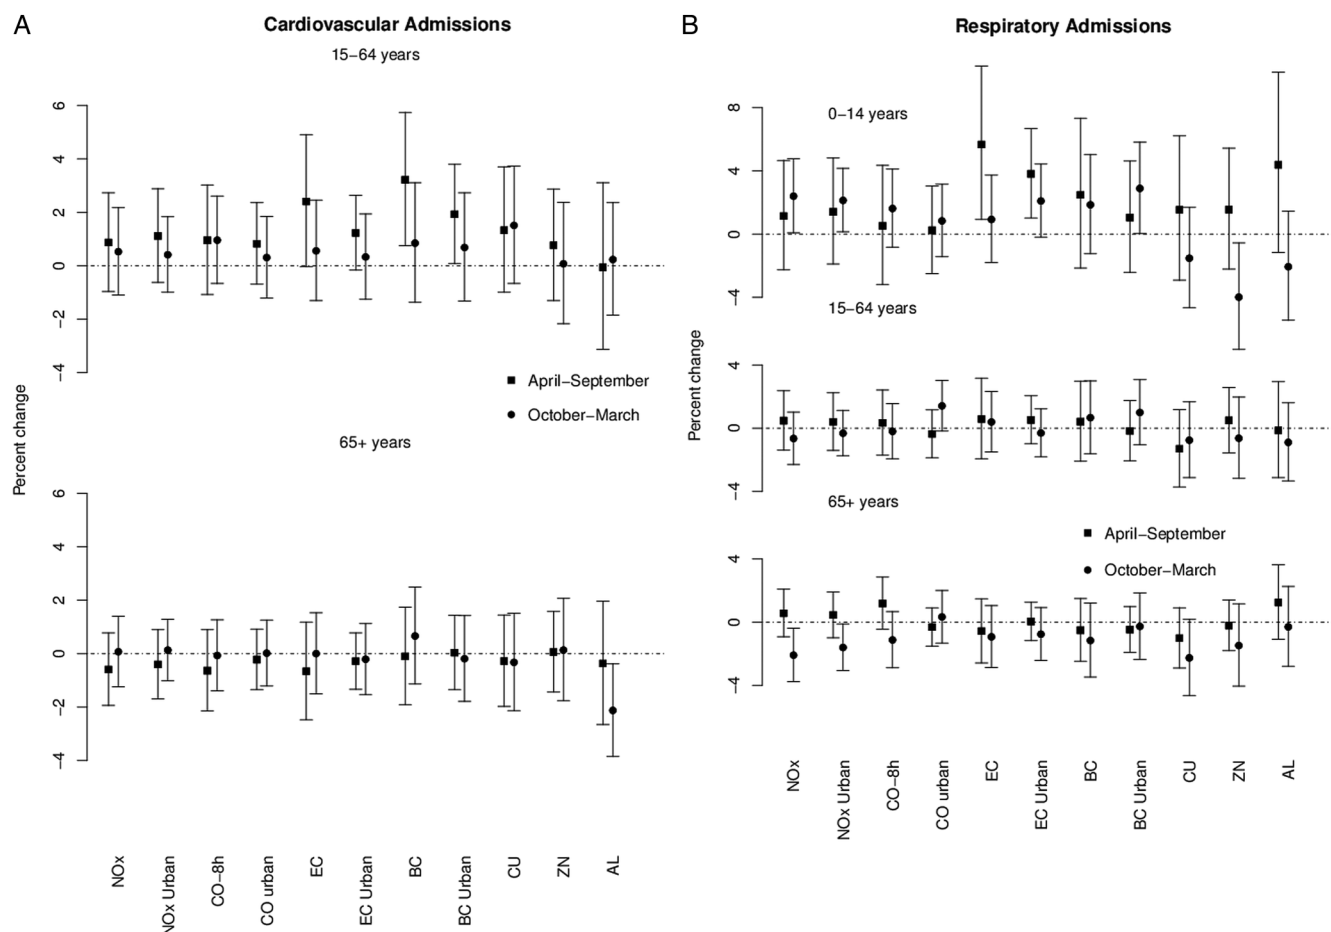 A
Cardiovascular Admissions
15−64 years
6
4
2
0
−2
−4
April−September
October−March
Percent change
65+ years
6
4
2
0
−2
−4
NOx
NOx Urban
CO−8h
CO urban
EC
EC Urban
BC
BC Urban
CU
ZN
AL
B
Respiratory Admissions
0−14 years
8
4
0
−4
15−64 years
Percent change
4
0
−4
65+ years
April−September
October−March
4
0
−4
NOx
NOx Urban
CO−8h
CO urban
EC
EC Urban
BC
BC Urban
CU
ZN
AL